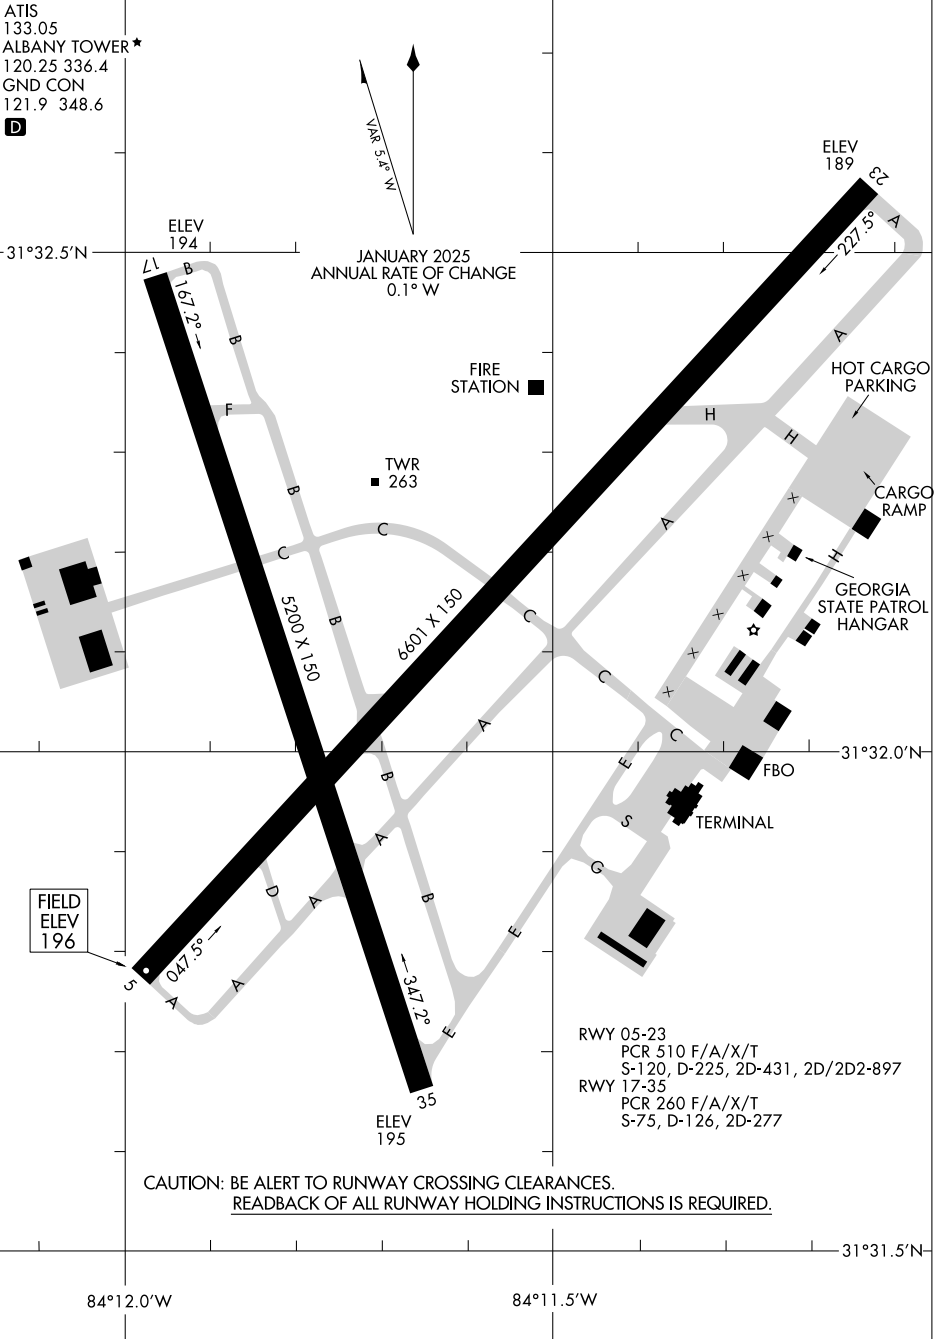 ATIS
133.05
ALBANY TOWER★
120.25 336.4
GND CON
121.9 348.6
D
VAR 5.4° W
JANUARY 2025
ANNUAL RATE OF CHANGE
0.1° W
ELEV
189
23
A
227.5°
ELEV
194
31°32.5'N
17
B
167.2°
B
A
FIRE
STATION
HOT CARGO
PARKING
F
H
H
TWR
263
B
X
CARGO
RAMP
A
C
C
X
H
X
GEORGIA
STATE PATROL
HANGAR
5200 X 150
6601 X 150
B
C
X
X
C
X
A
C
31°32.0'N
B
E
FBO
S
TERMINAL
A
G
D
A
B
FIELD
ELEV
196
E
047.5°
5
A
A
347.2°
E
35
ELEV
195
RWY 05-23
PCR 510 F/A/X/T
S-120, D-225, 2D-431, 2D/2D2-897
RWY 17-35
PCR 260 F/A/X/T
S-75, D-126, 2D-277
CAUTION: BE ALERT TO RUNWAY CROSSING CLEARANCES.
READBACK OF ALL RUNWAY HOLDING INSTRUCTIONS IS REQUIRED.
31°31.5'N
84°12.0'W
84°11.5'W